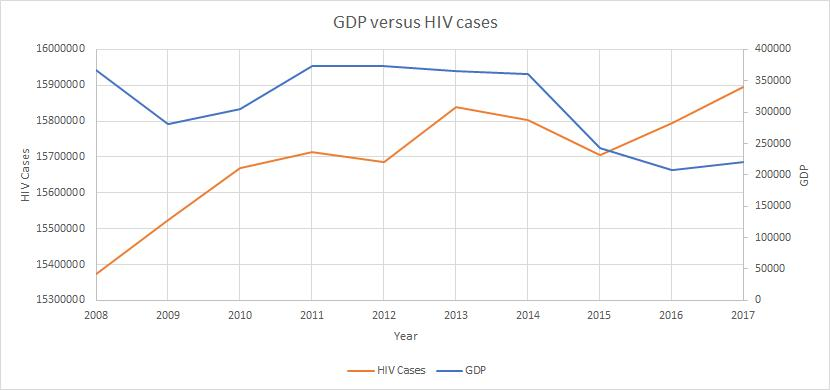 GDP versus HIV cases
16000000
15900000
15800000
15700000
15600000
15500000
15400000
15300000
HIV Cases
400000
350000
300000
250000
200000
150000
100000
50000
0
GDP
2008 2009 2010 2011 2012 2013 2014 2015 2016 2017
Year
HIV Cases GDP